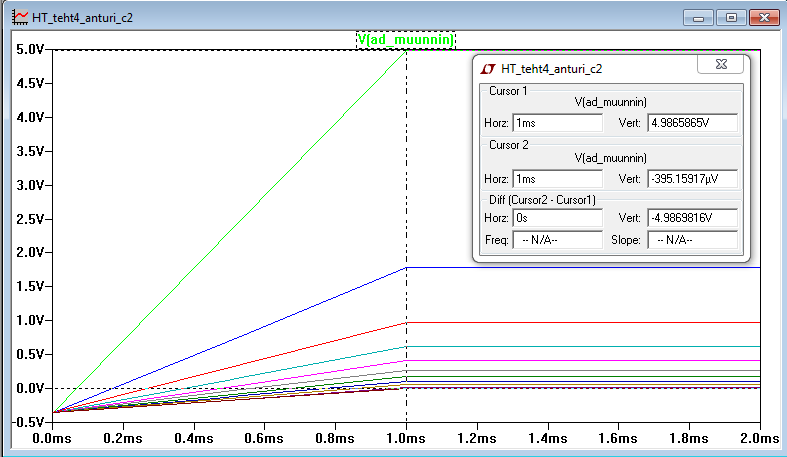 HT_teht4_anturi_c2
V(ad_muunnin)
5.0V
4.5V
4.0V
3.5V
3.0V
2.5V
2.0V
1.5V
1.0V
0.5V
0.0V
-0.5V
0.0ms 0.2ms 0.4ms 0.6ms 0.8ms 1.0ms 1.2ms 1.4ms 1.6ms 1.8ms 2.0ms
HT_teht4_anturi_c2
Cursor 1
V(ad_muunnin)
Horz: 1ms Vert: 4.9865865V
Cursor 2
V(ad_muunnin)
Horz: 1ms Vert: -395.15917µV
Diff (Cursor2 - Cursor1)
Horz: 0s Vert: -4.9869816V
Freq: -- N/A-- Slope: -- N/A--